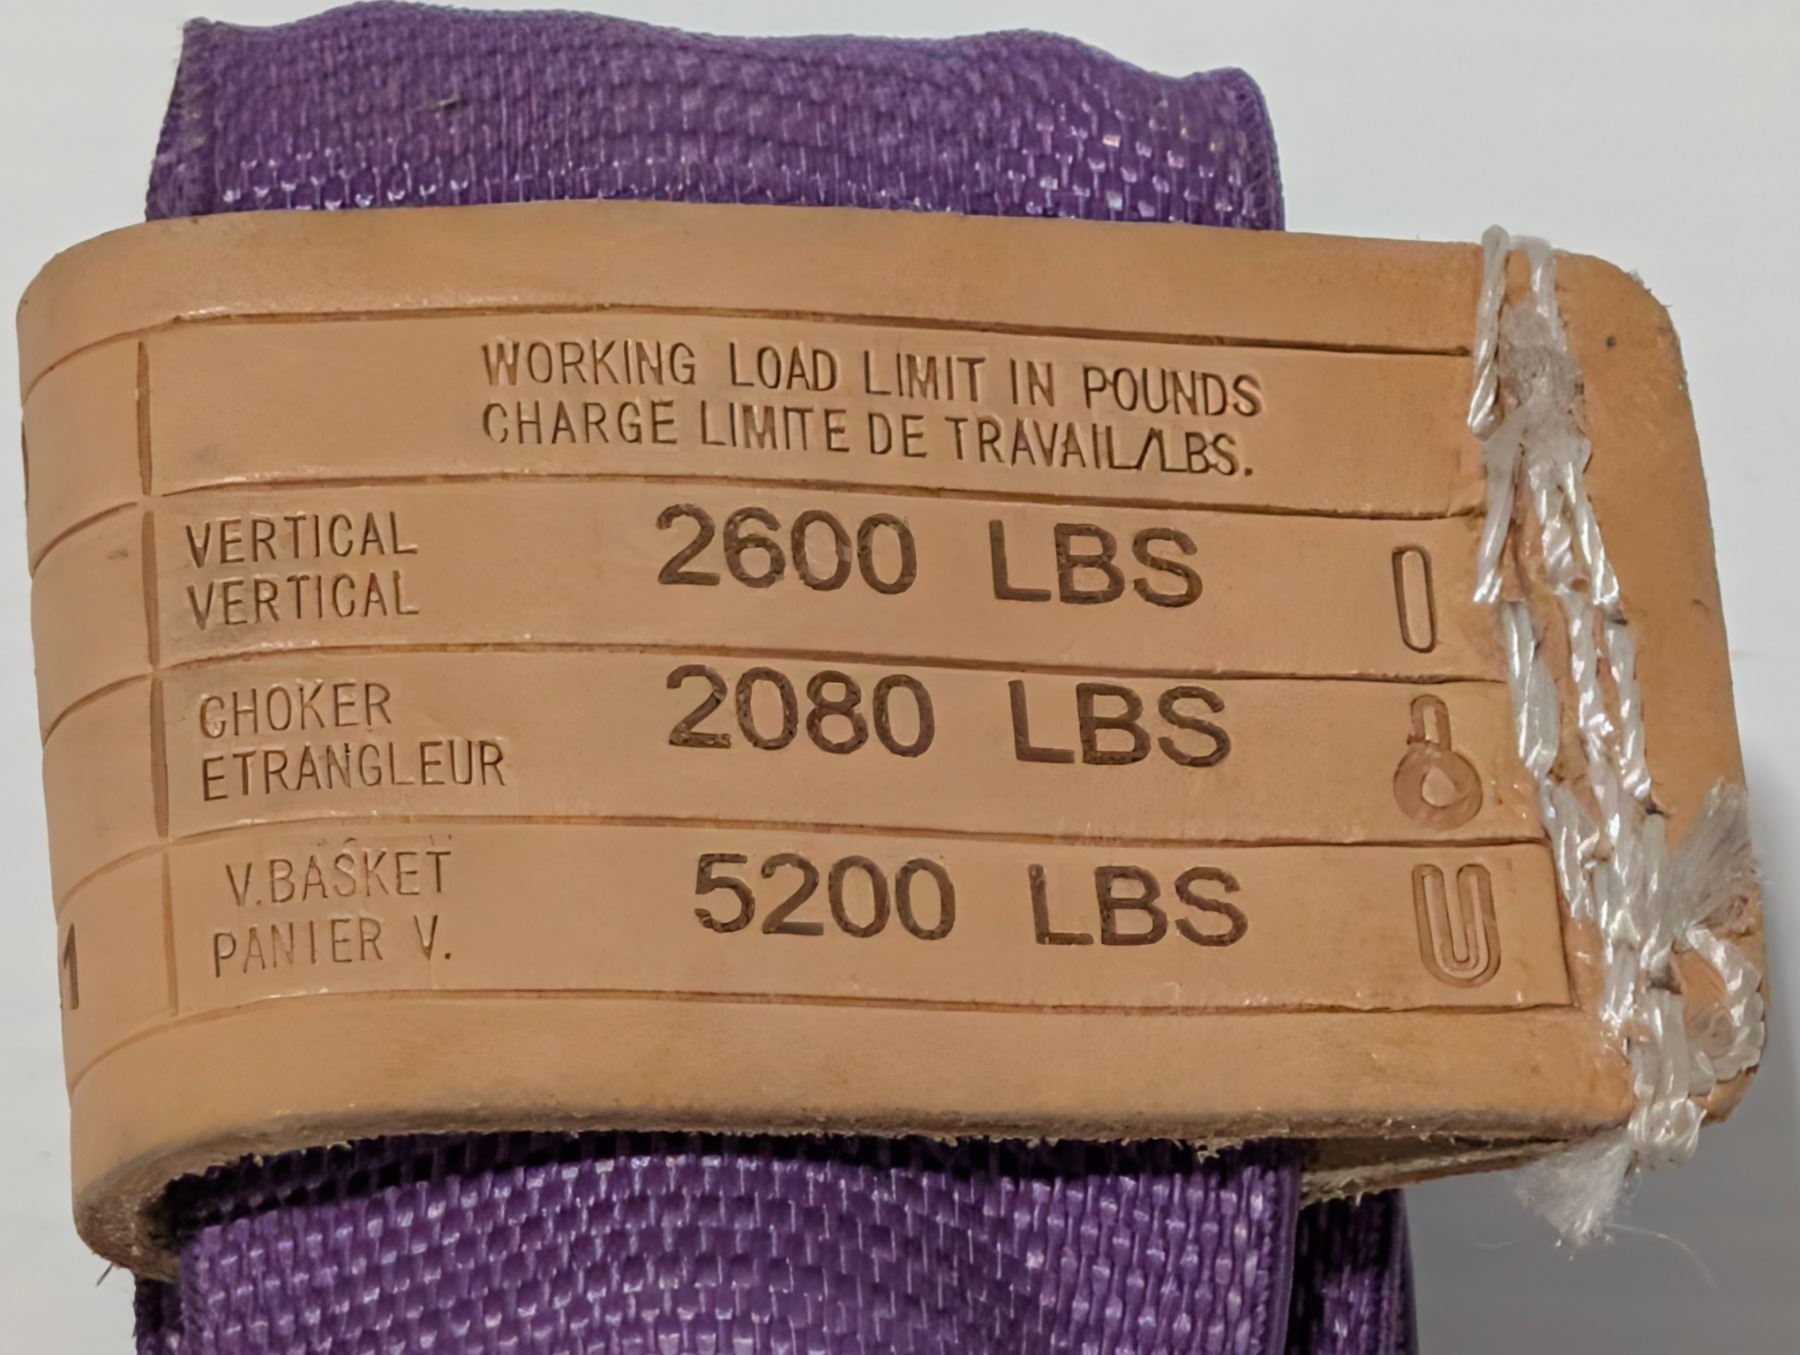 WORKING LOAD LIMIT IN POUNDS
CHARGE LIMITE DE TRAVAIL/LBS.
VERTICAL
VERTICAL
2600 LBS
CHOKER
ETRANGLEUR
2080 LBS
V.BASKET
PANIER V.
5200 LBS
1